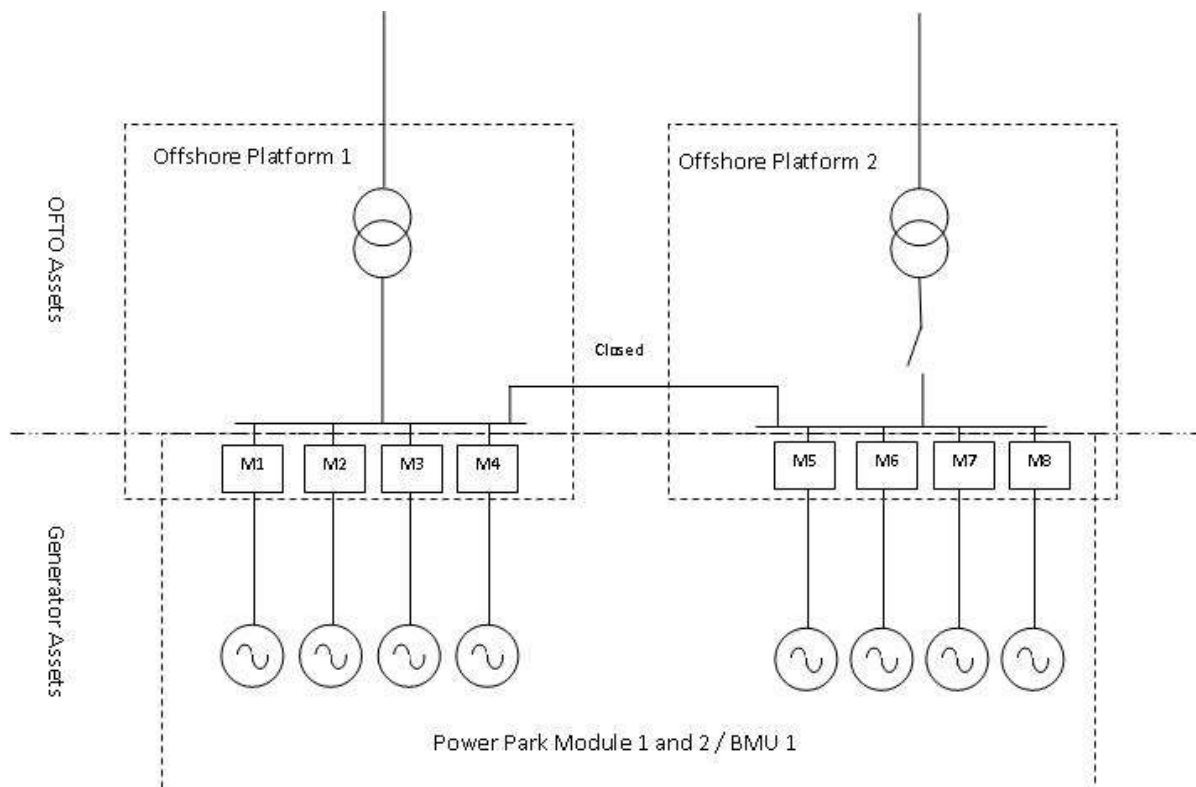 Offshore Platform 1
Offshore Platform 2
OFTO Assets
Closed
M1 M2 M3 M4 M5 M6 M7 M8
Generator Assets
Power Park Module 1 and 2 / BMU 1